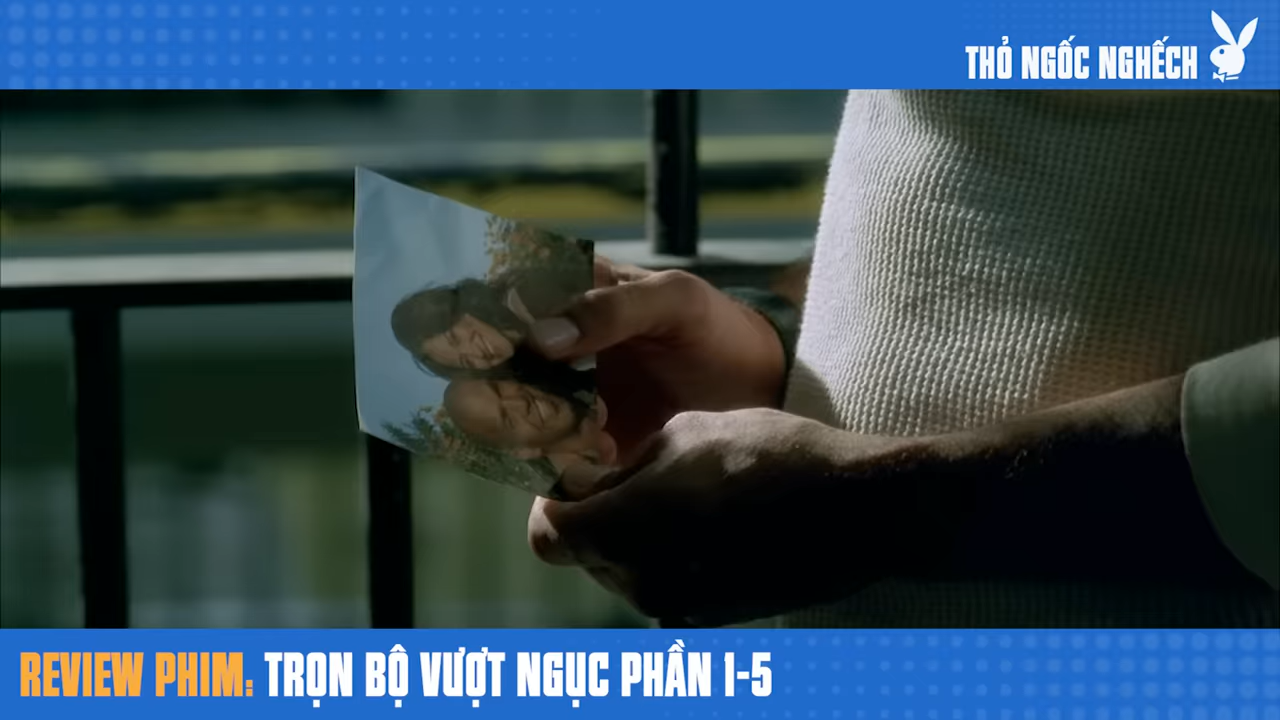 THỎ NGỐC NGHẾCH
REVIEW PHIM: TRỌN BỘ VƯỢT NGỤC PHẦN 1-5